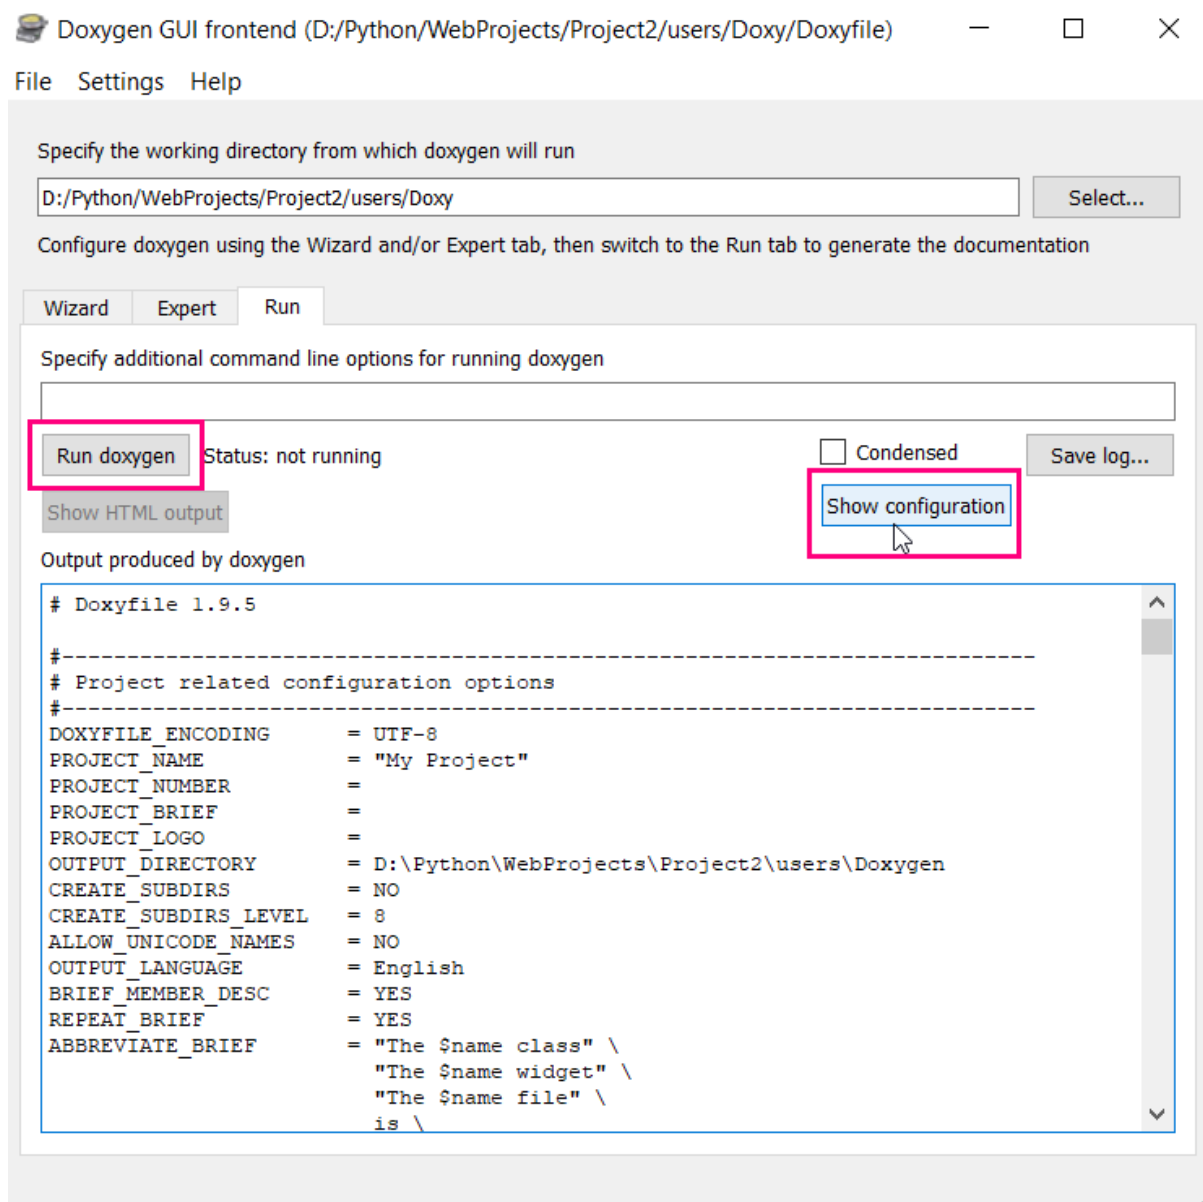 Doxygen GUI frontend (D:/Python/WebProjects/Project2/users/Doxy/Doxyfile)
File Settings Help
Specify the working directory from which doxygen will run
D:/Python/WebProjects/Project2/users/Doxy Select...
Configure doxygen using the Wizard and/or Expert tab, then switch to the Run tab to generate the documentation
Wizard Expert Run
Specify additional command line options for running doxygen
Run doxygen Status: not running Condensed Save log...
Show HTML output Show configuration
Output produced by doxygen
# Doxyfile 1.9.5
#---------------------------------------------------------------------------
# Project related configuration options
#---------------------------------------------------------------------------
DOXYFILE_ENCODING = UTF-8
PROJECT_NAME = "My Project"
PROJECT_NUMBER =
PROJECT_BRIEF =
PROJECT_LOGO =
OUTPUT_DIRECTORY = D:\Python\WebProjects\Project2\users\Doxygen
CREATE_SUBDIRS = NO
CREATE_SUBDIRS_LEVEL = 8
ALLOW_UNICODE_NAMES = NO
OUTPUT_LANGUAGE = English
BRIEF_MEMBER_DESC = YES
REPEAT_BRIEF = YES
ABBREVIATE_BRIEF = "The $name class" \
"The $name widget" \
"The $name file" \
is \